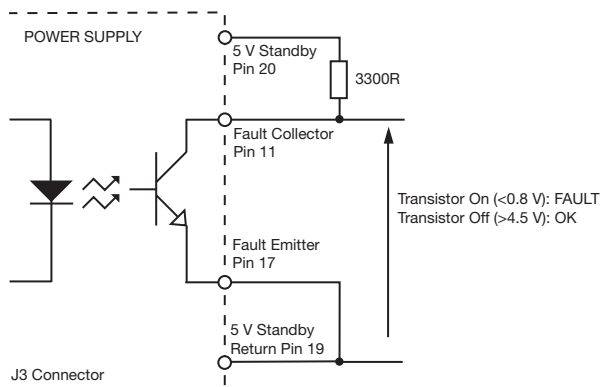 POWER SUPPLY
5 V Standby
Pin 20
3300R
Fault Collector
Pin 11
Transistor On (<0.8 V): FAULT
Transistor Off (>4.5 V): OK
Fault Emitter
Pin 17
5 V Standby
Return Pin 19
J3 Connector